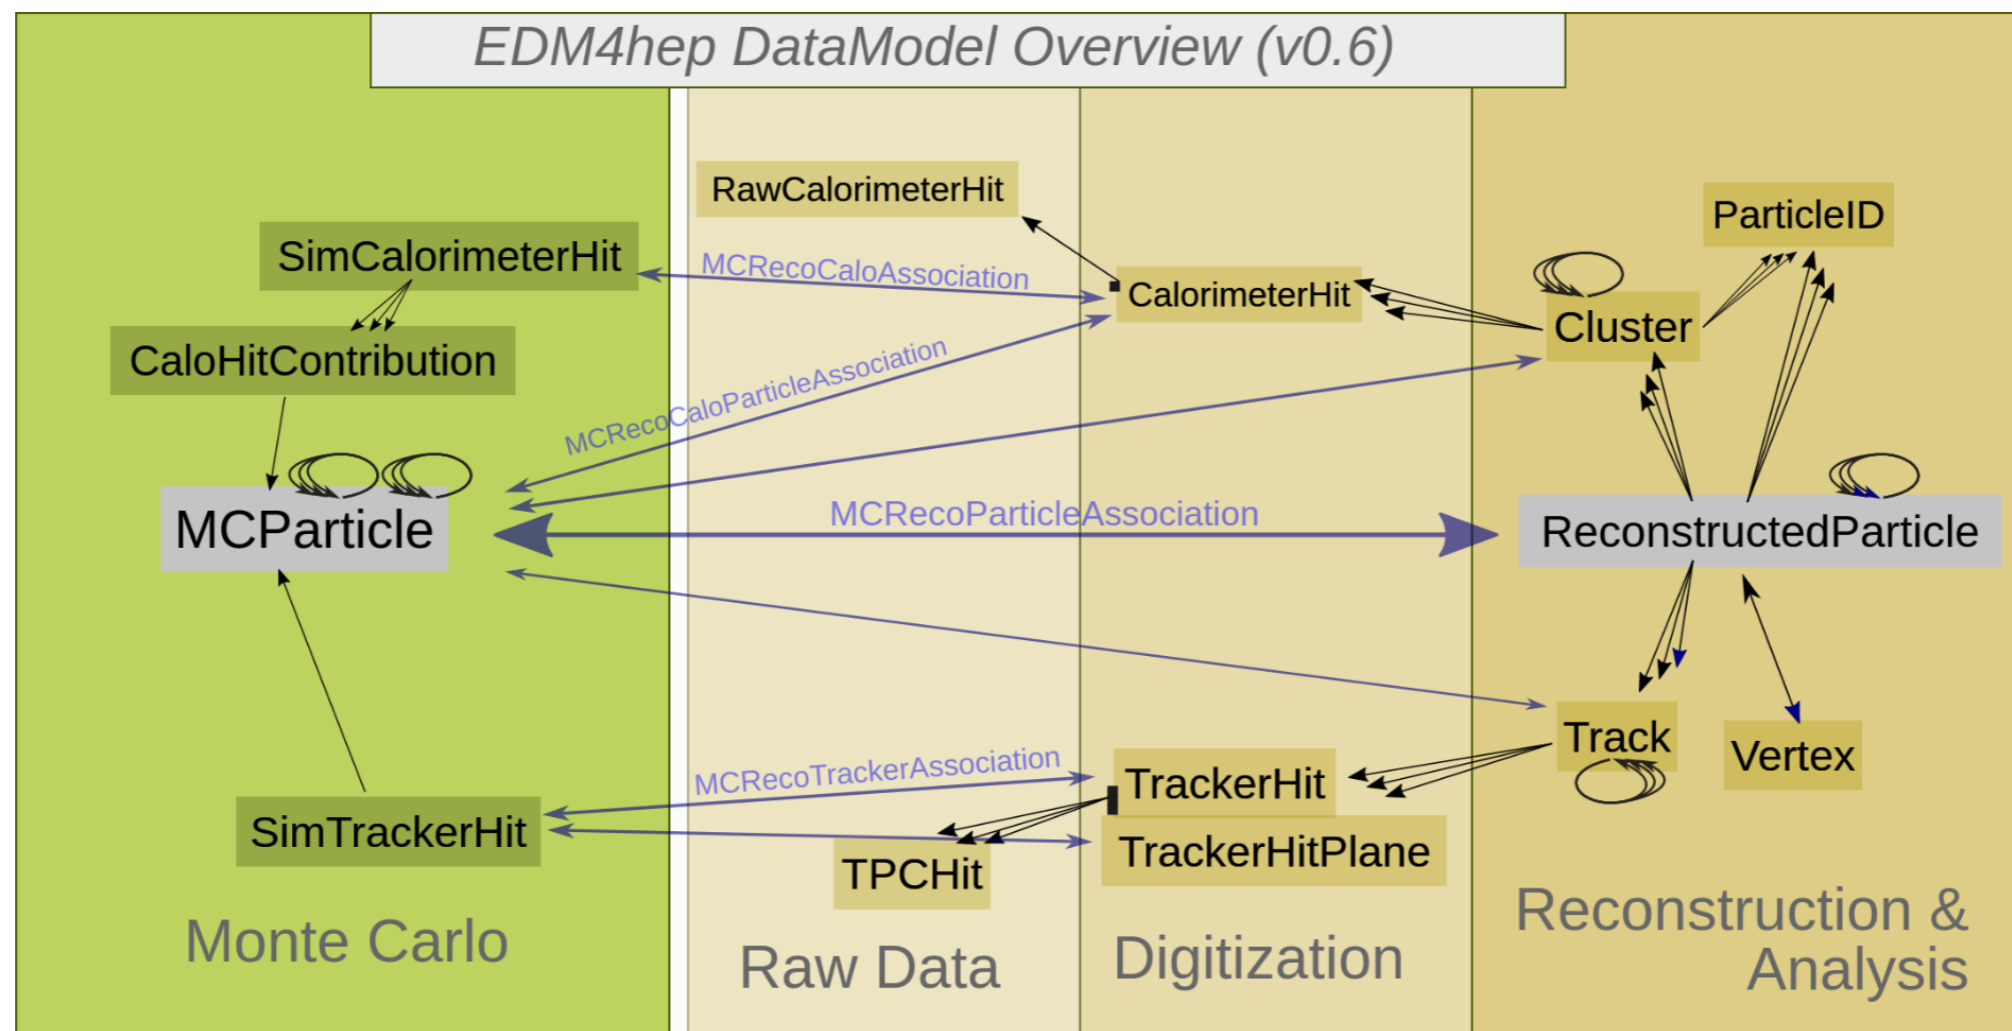 EDM4hep DataModel Overview (v0.6)
RawCalorimeterHit
ParticleID
SimCalorimeterHit
MCRecoCaloAssociation
CalorimeterHit
Cluster
CaloHitContribution
MCRecoCaloParticleAssociation
MCParticle
MCRecoParticleAssociation
ReconstructedParticle
Track
Vertex
MCRecoTrackerAssociation
TrackerHit
SimTrackerHit
TrackerHitPlane
TPCHit
Monte Carlo
Raw Data
Digitization
Reconstruction &
Analysis